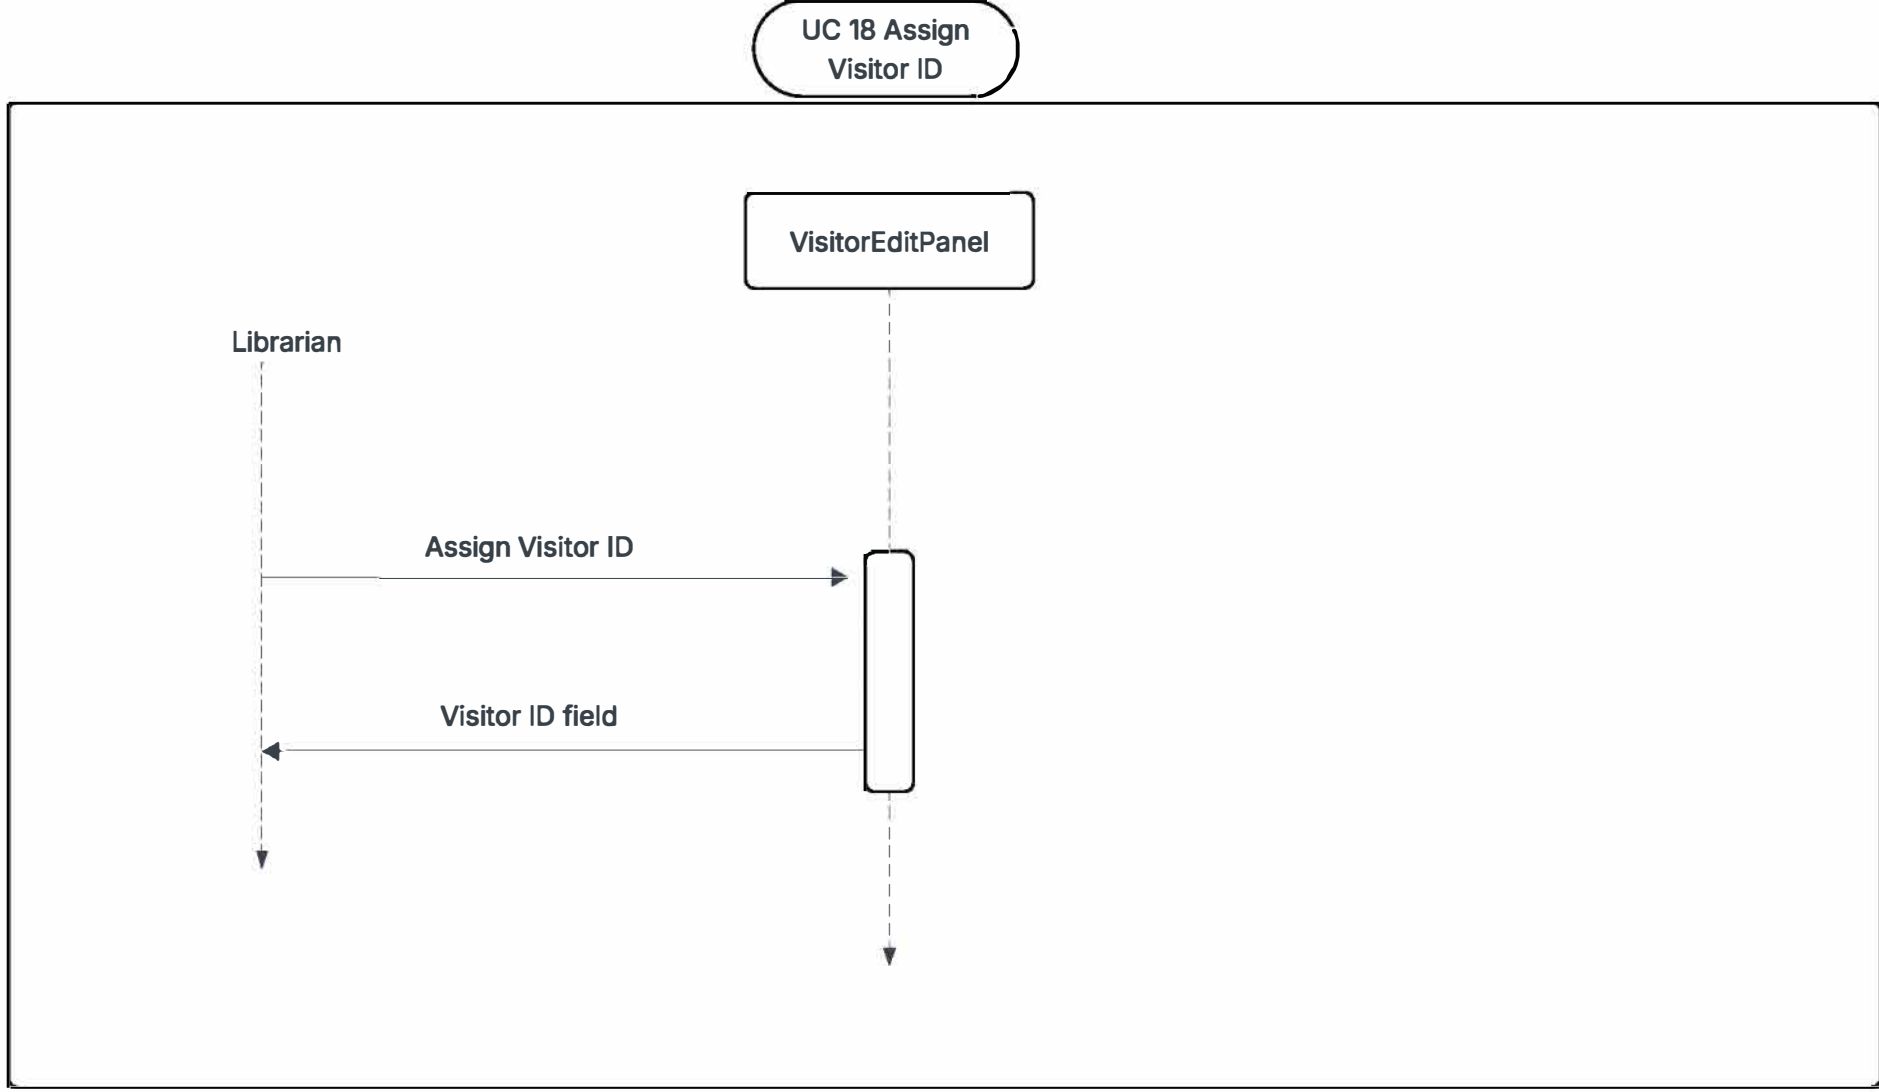 UC 18 Assign
Visitor ID
VisitorEditPanel
Librarian
Assign Visitor ID
Visitor ID field